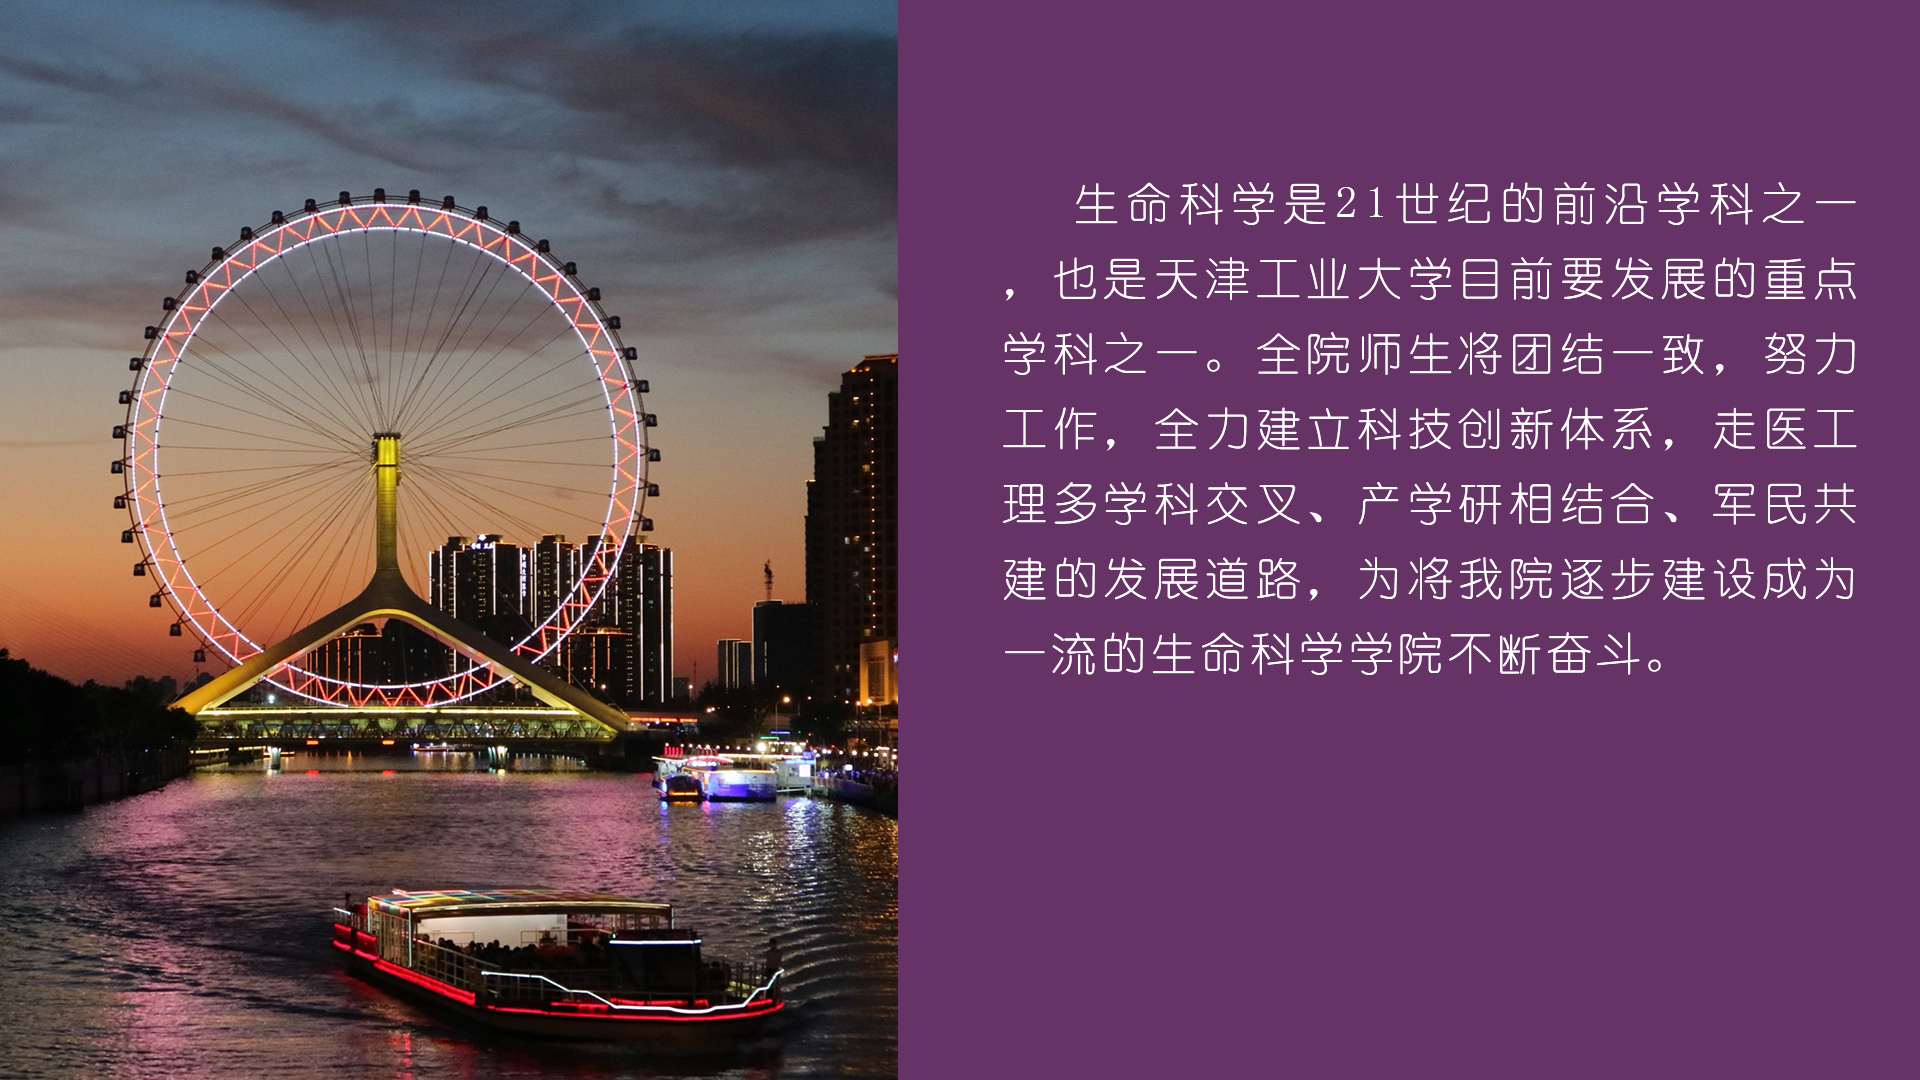 生命科学是21世纪的前沿学科之一
，也是天津工业大学目前要发展的重点
学科之一。全院师生将团结一致，努力
工作，全力建立科技创新体系，走医工
理多学科交叉、产学研相结合、军民共
建的发展道路，为将我院逐步建设成为
一流的生命科学学院不断奋斗。